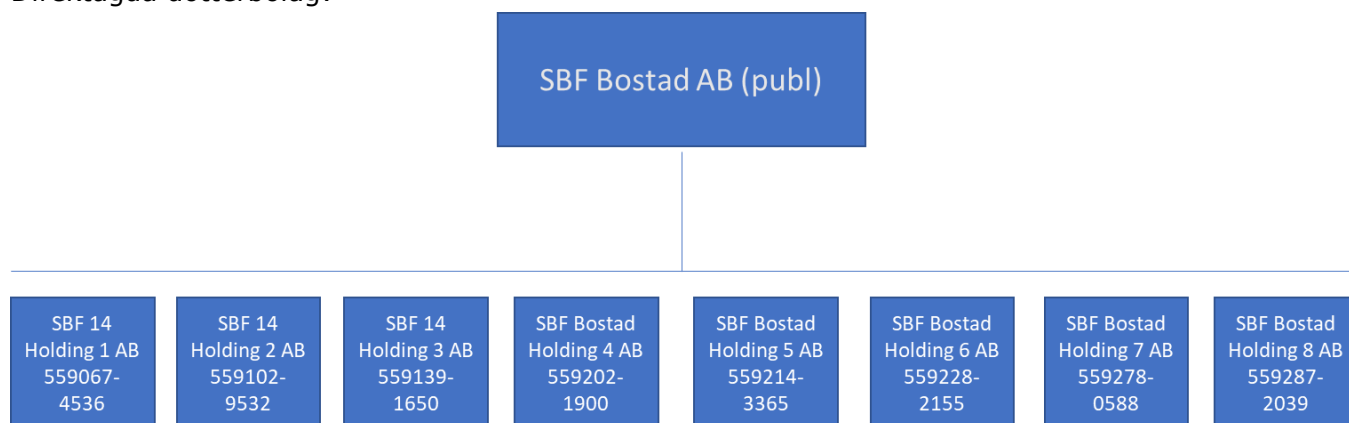 Direktägda dotterbolag:
SBF Bostad AB (publ)
SBF 14
Holding 1 AB
559067-
4536
SBF 14
Holding 2 AB
559102-
9532
SBF 14
Holding 3 AB
559139-
1650
SBF Bostad
Holding 4 AB
559202-
1900
SBF Bostad
Holding 5 AB
559214-
3365
SBF Bostad
Holding 6 AB
559228-
2155
SBF Bostad
Holding 7 AB
559278-
0588
SBF Bostad
Holding 8 AB
559287-
2039